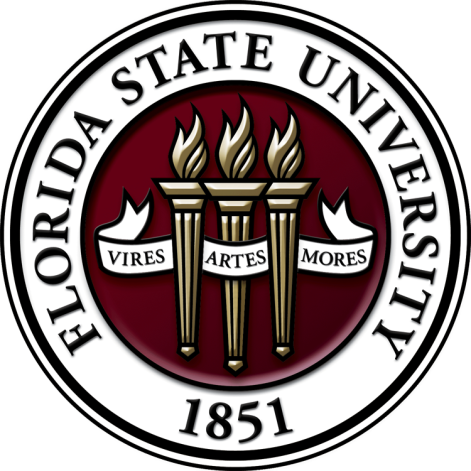 FLORIDA STATE UNIVERSITY
VIRES ARTES MORES
1851